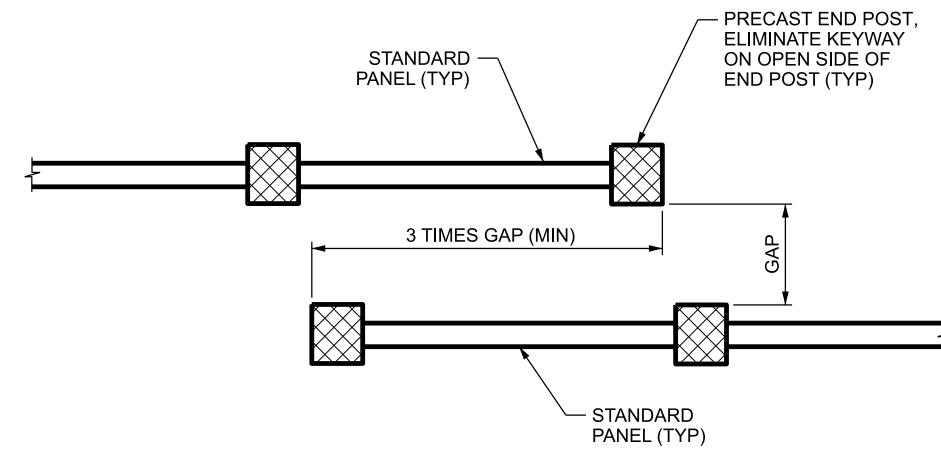 PRECAST END POST,
ELIMINATE KEYWAY
ON OPEN SIDE OF
END POST (TYP)
STANDARD
PANEL (TYP)
3 TIMES GAP (MIN)
GAP
STANDARD
PANEL (TYP)